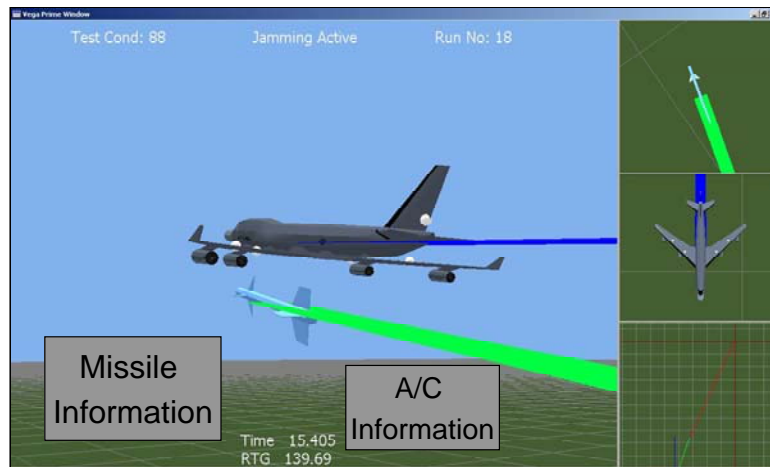 Vega Prime Window
Test Cond: 88 Jamming Active Run No: 18
Missile
Information
A/C
Information
Time 15.405
RTG 139.69